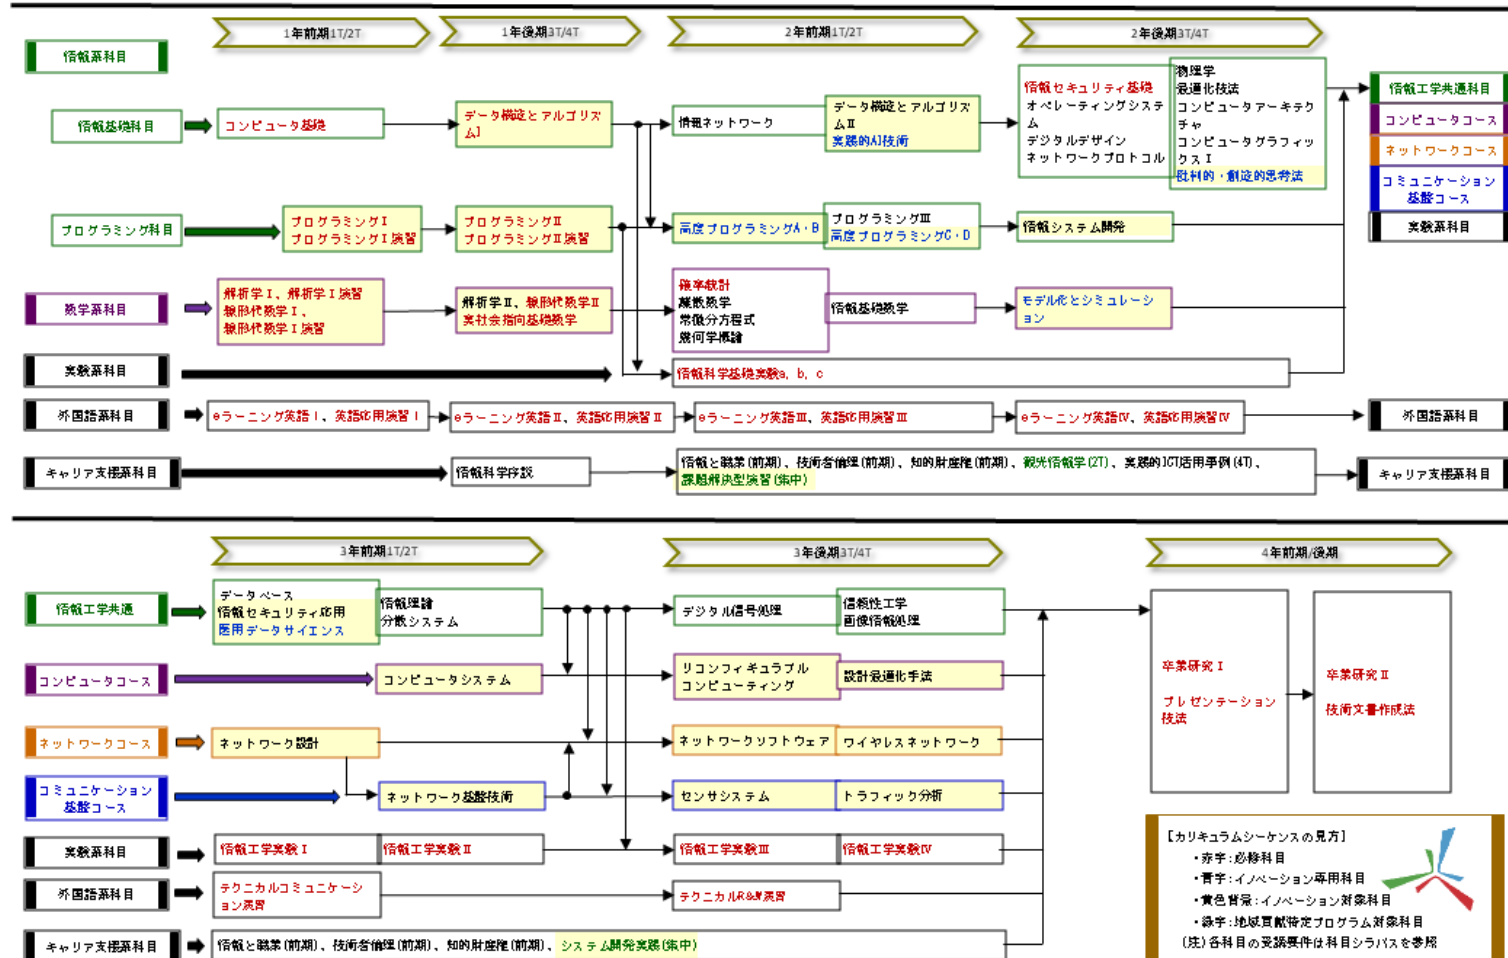 1年前期1T/2T
1年後期3T/4T
2年前期1T/2T
2年後期3T/4T
情報系科目
情報基礎科目
コンピュータ基礎
データ構造とアルゴリズ
ムI
情報ネットワーク
データ構造とアルゴリズ
ムII
実践的AI技術
情報セキュリティ基礎
オペレーティングシステ
ム
デジタルデザイン
ネットワークプロトコル
物理学
最適化技法
コンピュータアーキテク
チャ
コンピュータグラフィッ
クスI
批判的・創造的思考法
情報工学共通科目
コンピュータコース
ネットワークコース
コミュニケーション
基盤コース
実験系科目
プログラミング科目
プログラミングI
プログラミングI演習
プログラミングII
プログラミングII演習
高度プログラミングA・B
プログラミングIII
高度プログラミングC・D
情報システム開発
数学系科目
解析学I、解析学I演習
線形代数学I、
線形代数学I演習
解析学II、線形代数学II
実社会指向基礎数学
確率統計
離散数学
常微分方程式
幾何学概論
情報基礎数学
モデル化とシミュレーシ
ョン
実験系科目
情報科学基礎実験a, b, c
外国語系科目
eラーニング英語I、英語応用演習I
eラーニング英語II、英語応用演習II
eラーニング英語III、英語応用演習III
eラーニング英語IV、英語応用演習IV
外国語系科目
キャリア支援系科目
情報科学序説
情報と職業(前期)、技術者倫理(前期)、知的財産権(前期)、観光情報学(2T)、実践的ICT活用事例(4T)、
課題解決型演習(集中)
キャリア支援系科目
3年前期1T/2T
3年後期3T/4T
4年前期/後期
情報工学共通
データベース
情報セキュリティ応用
医用データサイエンス
情報理論
分散システム
デジタル信号処理
信頼性工学
画像情報処理
コンピュータコース
コンピュータシステム
リコンフィギュラブル
コンピューティング
設計最適化手法
ネットワークコース
ネットワーク設計
ネットワークソフトウェア
ワイヤレスネットワーク
コミュニケーション
基盤コース
ネットワーク基盤技術
センサシステム
トラフィック分析
実験系科目
情報工学実験I
情報工学実験II
情報工学実験III
情報工学実験IV
外国語系科目
テクニカルコミュニケーシ
ョン演習
テクニカルR&W演習
キャリア支援系科目
情報と職業(前期)、技術者倫理(前期)、知的財産権(前期)、システム開発実践(集中)
卒業研究I
プレゼンテーション
技法
卒業研究II
技術文書作成法
【カリキュラムシーケンスの見方】
・赤字:必修科目
・青字:イノベーション専用科目
・黄色背景:イノベーション対象科目
・緑字:地域貢献特定プログラム対象科目
(注)各科目の受講要件は科目シラバスを参照